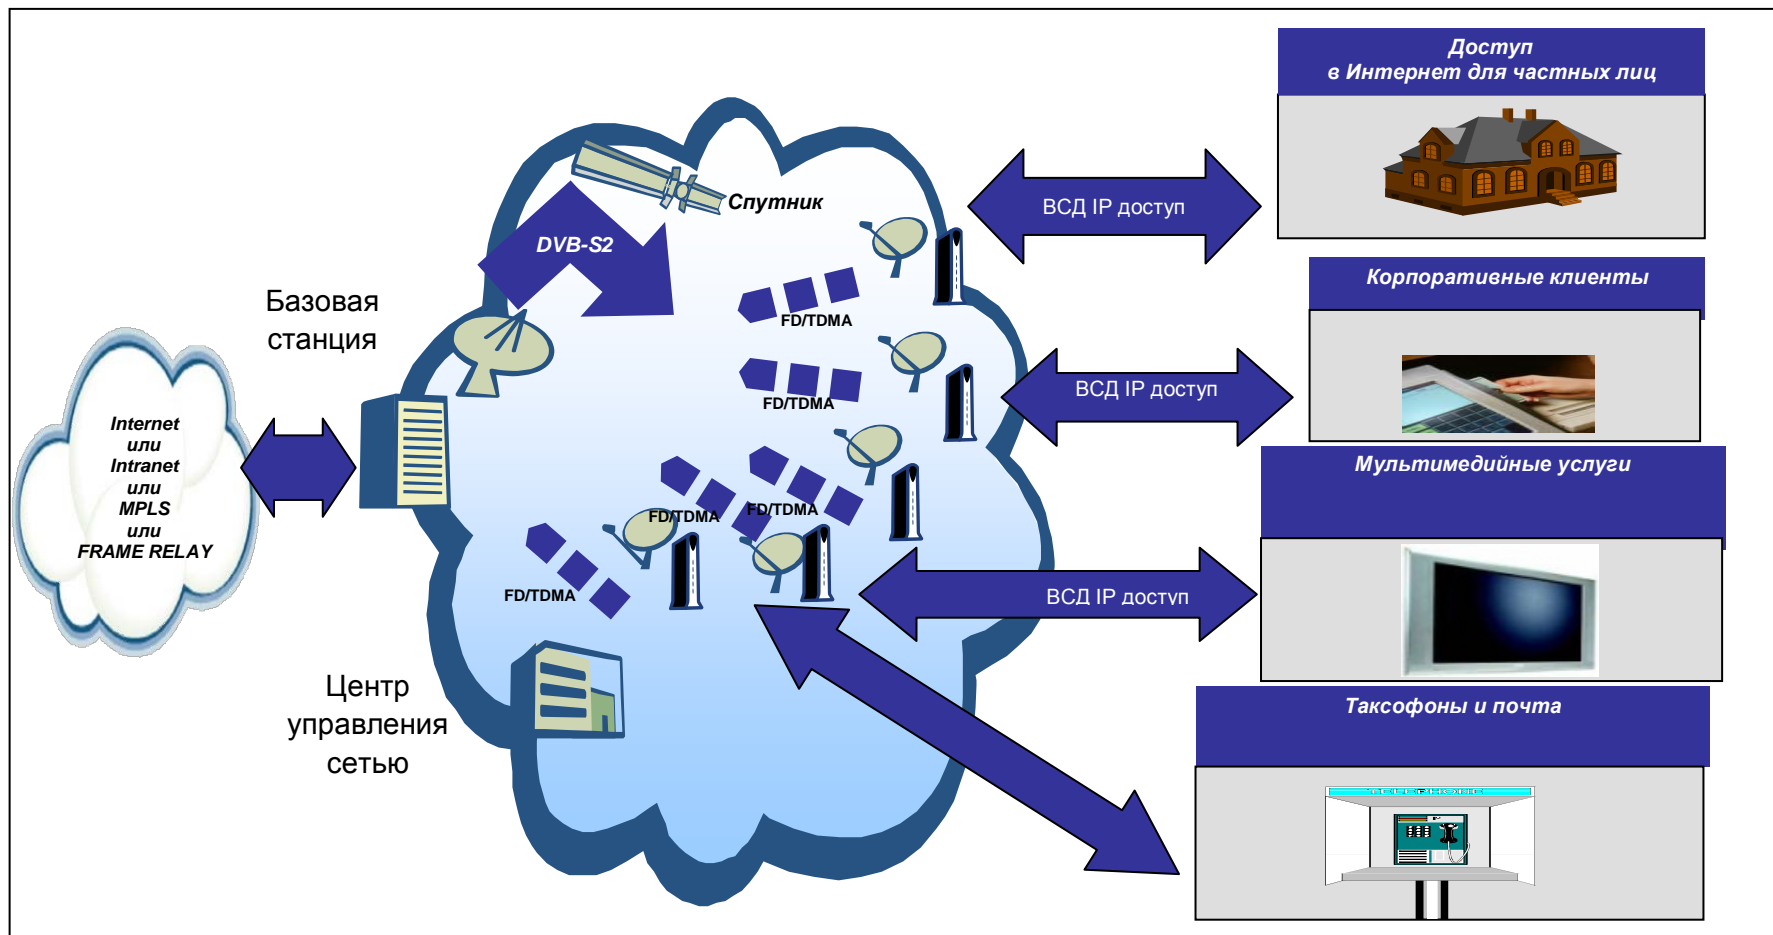 Доступ
в Интернет для частных лиц
Спутник
ВСД IP доступ
DVB-S2
Корпоративные клиенты
Базовая
станция
FD/TDMA
FD/TDMA
ВСД IP доступ
Internet
или
Intranet
или
MPLS
или
FRAME RELAY
Мультимедийные услуги
FD/TDMA
FD/TDMA
FD/TDMA
ВСД IP доступ
Центр
управления
сетью
Таксофоны и почта
TELEPHONE